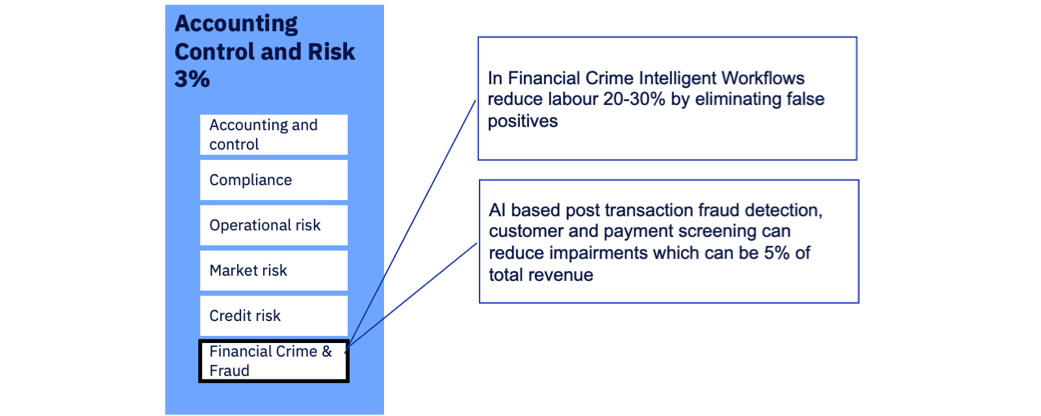 Accounting
Control and Risk
3%
Accounting and
control
Compliance
Operational risk
Market risk
Credit risk
Financial Crime &
Fraud
In Financial Crime Intelligent Workflows
reduce labour 20-30% by eliminating false
positives
AI based post transaction fraud detection,
customer and payment screening can
reduce impairments which can be 5% of
total revenue